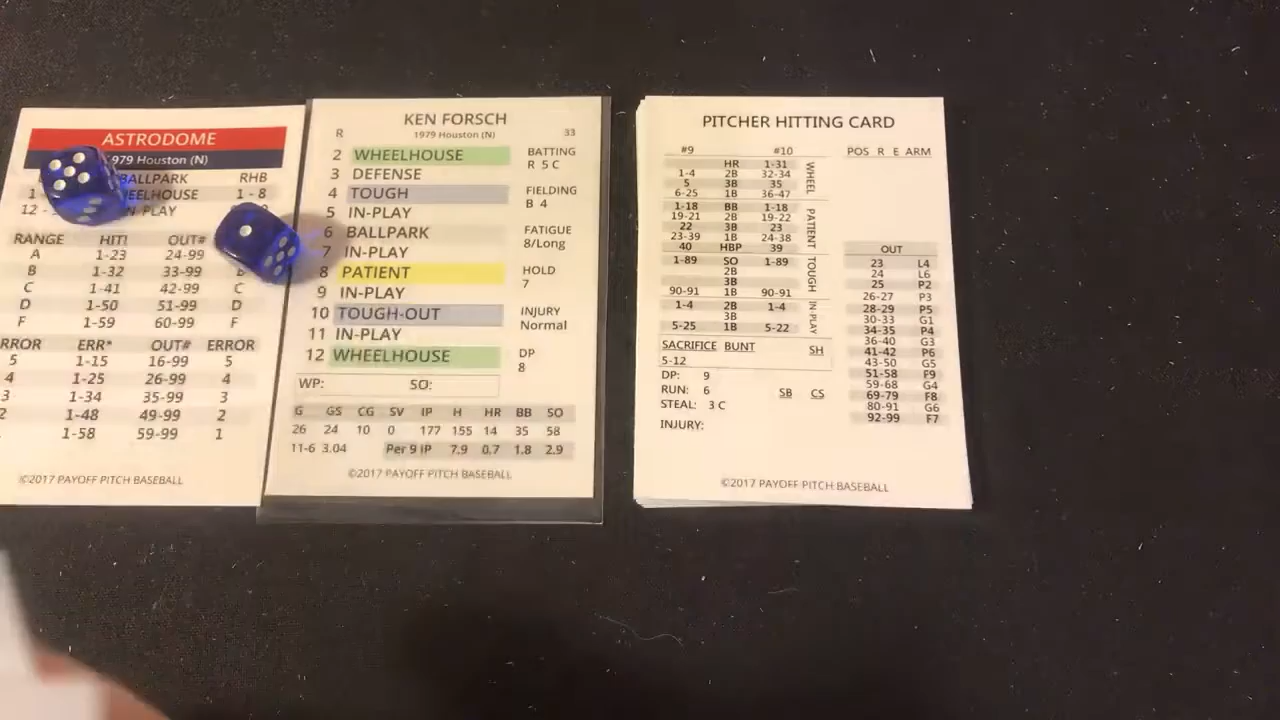 ASTRODOME
979 Houston (N)
BALLPARK RHB
EELHOUSE 1 - 8
12 - PLAY
RANGE HIT! OUT# E
A 1-23 24-99
B 1-32 33-99
C 1-41 42-99 C
D 1-50 51-99 D
F 1-59 60-99 F
ERROR ERR* OUT# ERROR
5 1-15 16-99 5
4 1-25 26-99 4
3 1-34 35-99 3
2 1-48 49-99 2
1-58 59-99 1
©2017 PAYOFF PITCH BASEBALL
KEN FORSCH
R 1979 Houston (N) 33
2 WHEELHOUSE
3 DEFENSE
4 TOUGH
5 IN-PLAY
6 BALLPARK
7 IN-PLAY
8 PATIENT
9 IN-PLAY
10 TOUGH-OUT
11 IN-PLAY
12 WHEELHOUSE
BATTING
R 5 C
FIELDING
B 4
FATIGUE
8/Long
HOLD
7
INJURY
Normal
DP
8
WP: SO:
G GS CG SV IP H HR BB SO
26 24 10 0 177 155 14 35 58
11-6 3.04 Per 9 IP 7.9 0.7 1.8 2.9
©2017 PAYOFF PITCH BASEBALL
PITCHER HITTING CARD
#9 #10
HR 1-31
1-4 2B 32-34
5 3B 35
6-25 1B 36-47
WHEEL
1-18 BB 1-18
19-21 2B 19-22
22 3B 23
23-39 1B 24-38
40 HBP 39
PATIENT
1-89 SO 1-89
2B
3B
90-91 1B 90-91
TOUGH
1-4 2B 1-4
3B
5-25 1B 5-22
IN-PLAY
SACRIFICE BUNT SH
5-12
DP: 9
RUN: 6 SB CS
STEAL: 3 C
INJURY:
POS R E ARM
OUT
23 L4
24 L6
25 P2
26-27 P3
28-29 P5
30-33 G1
34-35 P4
36-40 G3
41-42 P6
43-50 G5
51-58 F9
59-68 G4
69-79 F8
80-91 G6
92-99 F7
©2017 PAYOFF PITCH BASEBALL